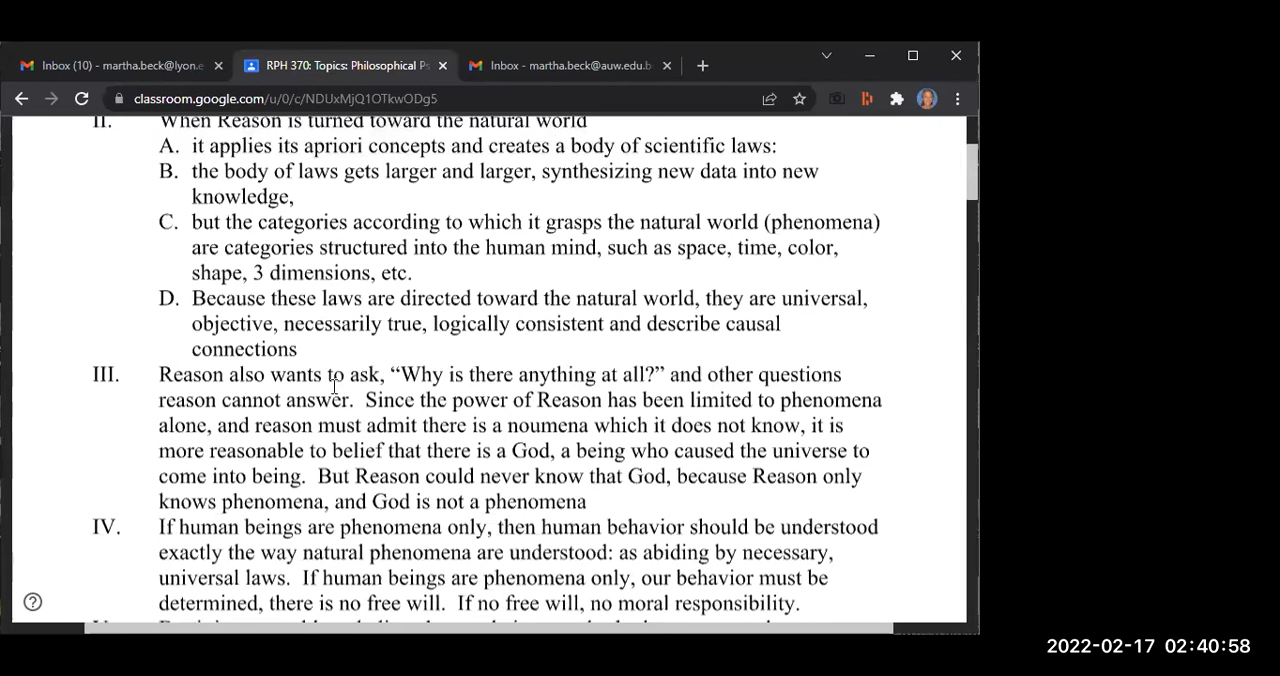 Inbox (10) - martha.beck@lyon.e
RPH 370: Topics: Philosophical Ps
Inbox - martha.beck@auw.edu.b
classroom.google.com/u/0/c/NDUxMjQ1OTkwODg5
II. When Reason is turned toward the natural world
A. it applies its apriori concepts and creates a body of scientific laws:
B. the body of laws gets larger and larger, synthesizing new data into new
knowledge,
C. but the categories according to which it grasps the natural world (phenomena)
are categories structured into the human mind, such as space, time, color,
shape, 3 dimensions, etc.
D. Because these laws are directed toward the natural world, they are universal,
objective, necessarily true, logically consistent and describe causal
connections
III. Reason also wants to ask, “Why is there anything at all?” and other questions
reason cannot answer. Since the power of Reason has been limited to phenomena
alone, and reason must admit there is a noumena which it does not know, it is
more reasonable to belief that there is a God, a being who caused the universe to
come into being. But Reason could never know that God, because Reason only
knows phenomena, and God is not a phenomena
IV. If human beings are phenomena only, then human behavior should be understood
exactly the way natural phenomena are understood: as abiding by necessary,
universal laws. If human beings are phenomena only, our behavior must be
determined, there is no free will. If no free will, no moral responsibility.
2022-02-17 02:40:58